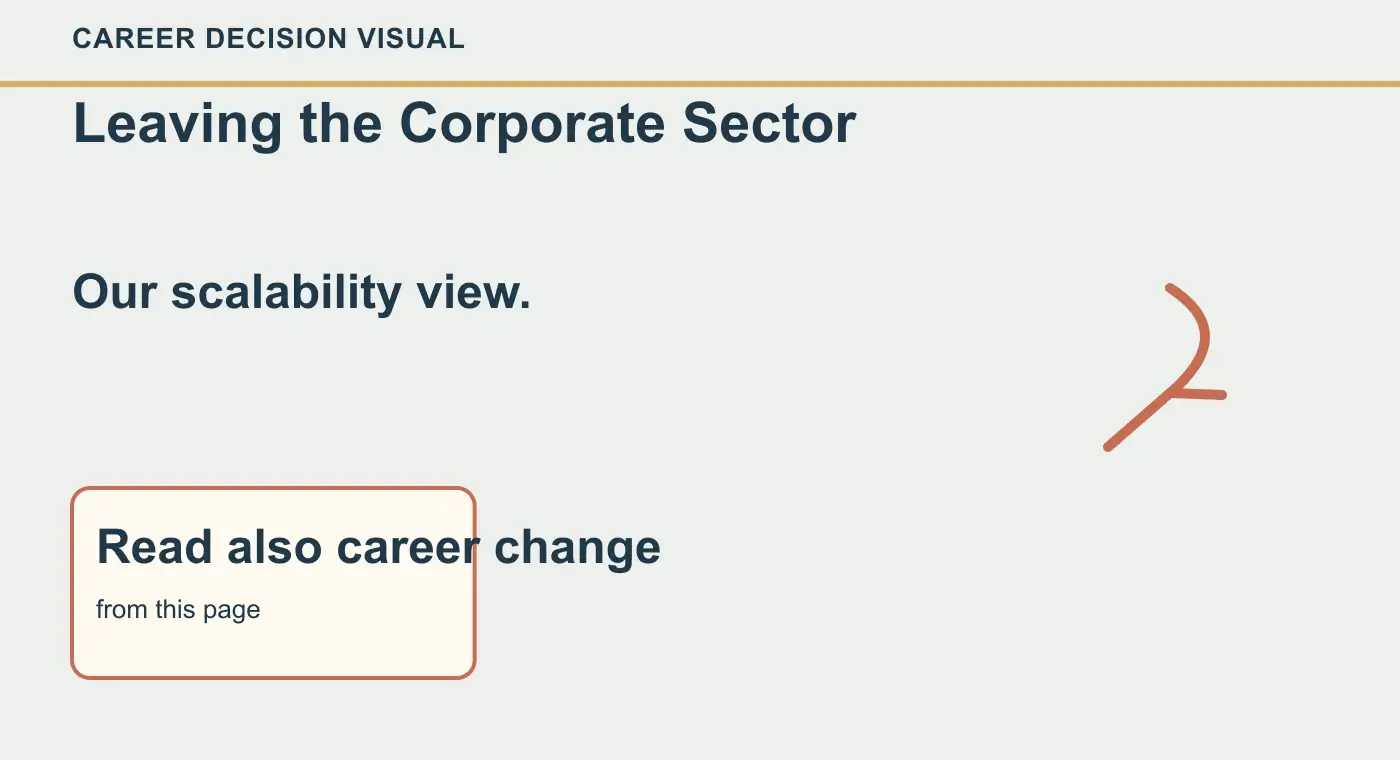 CAREER DECISION VISUAL
Leaving the Corporate Sector
Our scalability view.
Read also career change
from this page